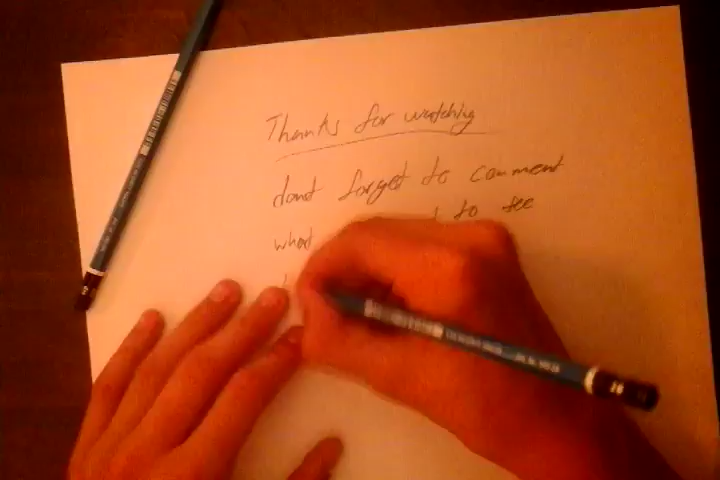 Thanks for watching
dont forget to comment
what to see